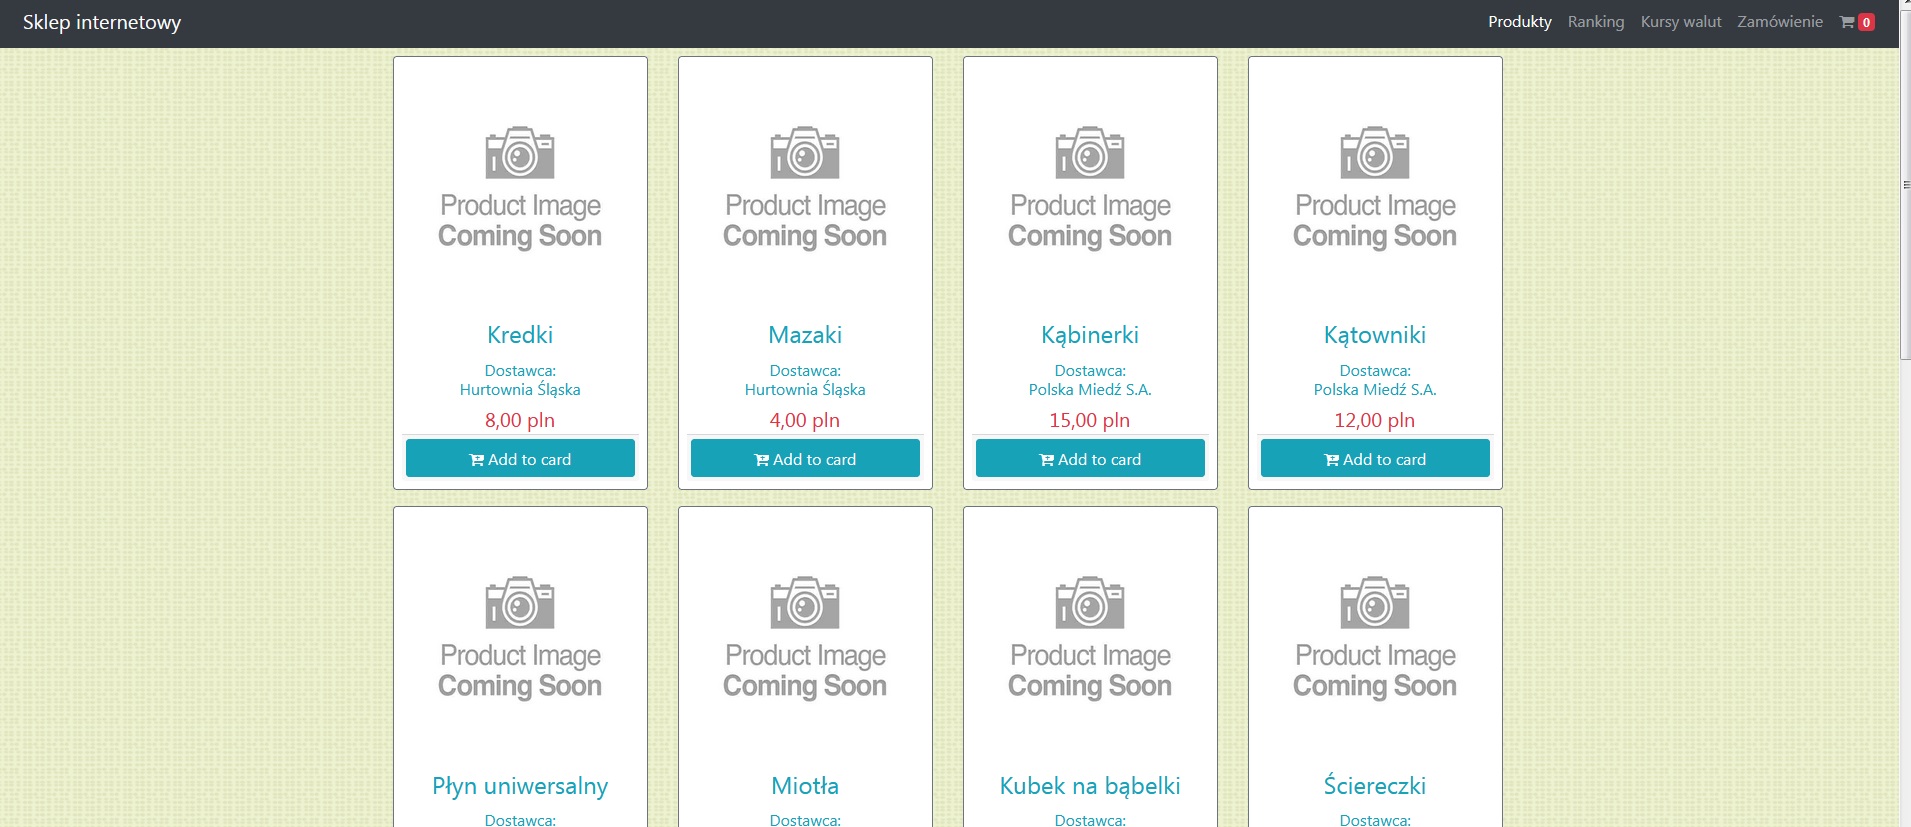 Sklep internetowy
Produkty Ranking Kursy walut Zamówienie 0
Product Image
Coming Soon
Kredki
Dostawca:
Hurtownia Śląska
8,00 pln
Add to card
Product Image
Coming Soon
Mazaki
Dostawca:
Hurtownia Śląska
4,00 pln
Add to card
Product Image
Coming Soon
Kąbinerki
Dostawca:
Polska Miedź S.A.
15,00 pln
Add to card
Product Image
Coming Soon
Kątowniki
Dostawca:
Polska Miedź S.A.
12,00 pln
Add to card
Product Image
Coming Soon
Płyn uniwersalny
Dostawca:
Product Image
Coming Soon
Miotła
Dostawca:
Product Image
Coming Soon
Kubek na bąbelki
Dostawca:
Product Image
Coming Soon
Ściereczki
Dostawca: